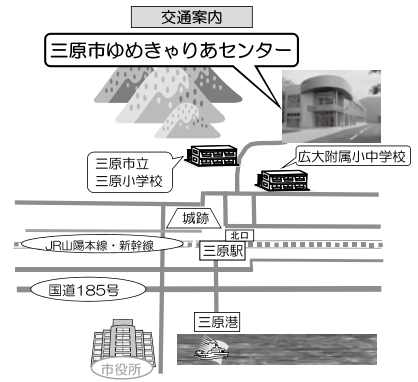 交通案内
三原市ゆめきゃりあセンター
三原市立
三原小学校
広大附属小中学校
城跡
北口
JR山陽本線・新幹線
三原駅
国道185号
三原港
市役所